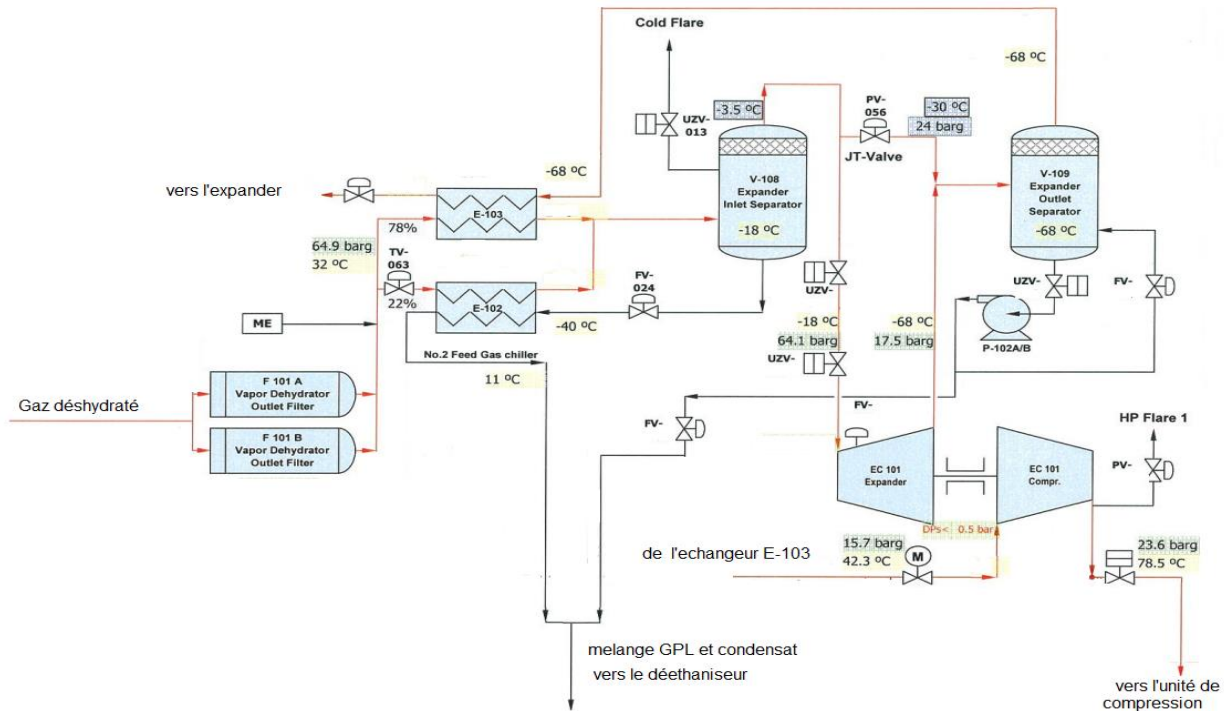 Cold Flare
-68 ºC
-3.5 ºC
PV-
056
-30 ºC
24 barg
UZV-
013
JT-Valve
V-108
Expander
Inlet Separator
-18 ºC
V-109
Expander
Outlet
Separator
-68 ºC
vers l'expander
-68 ºC
E-103
78%
64.9 barg
32 ºC
TV-
063
22%
E-102
FV-
024
-40 ºC
UZV-
UZV-
FV-
P-102A/B
-18 ºC
64.1 barg
-68 ºC
17.5 barg
UZV-
ME
No.2 Feed Gas chiller
11 ºC
F 101 A
Vapor Dehydrator
Outlet Filter
Gaz déshydraté
F 101 B
Vapor Dehydrator
Outlet Filter
FV-
FV-
HP Flare 1
PV-
EC 101
Expander
EC 101
Compr.
DPs< 0.5 bar
de l'echangeur E-103
15.7 barg
42.3 ºC
M
23.6 barg
78.5 ºC
melange GPL et condensat
vers le déethaniseur
vers l'unité de
compression